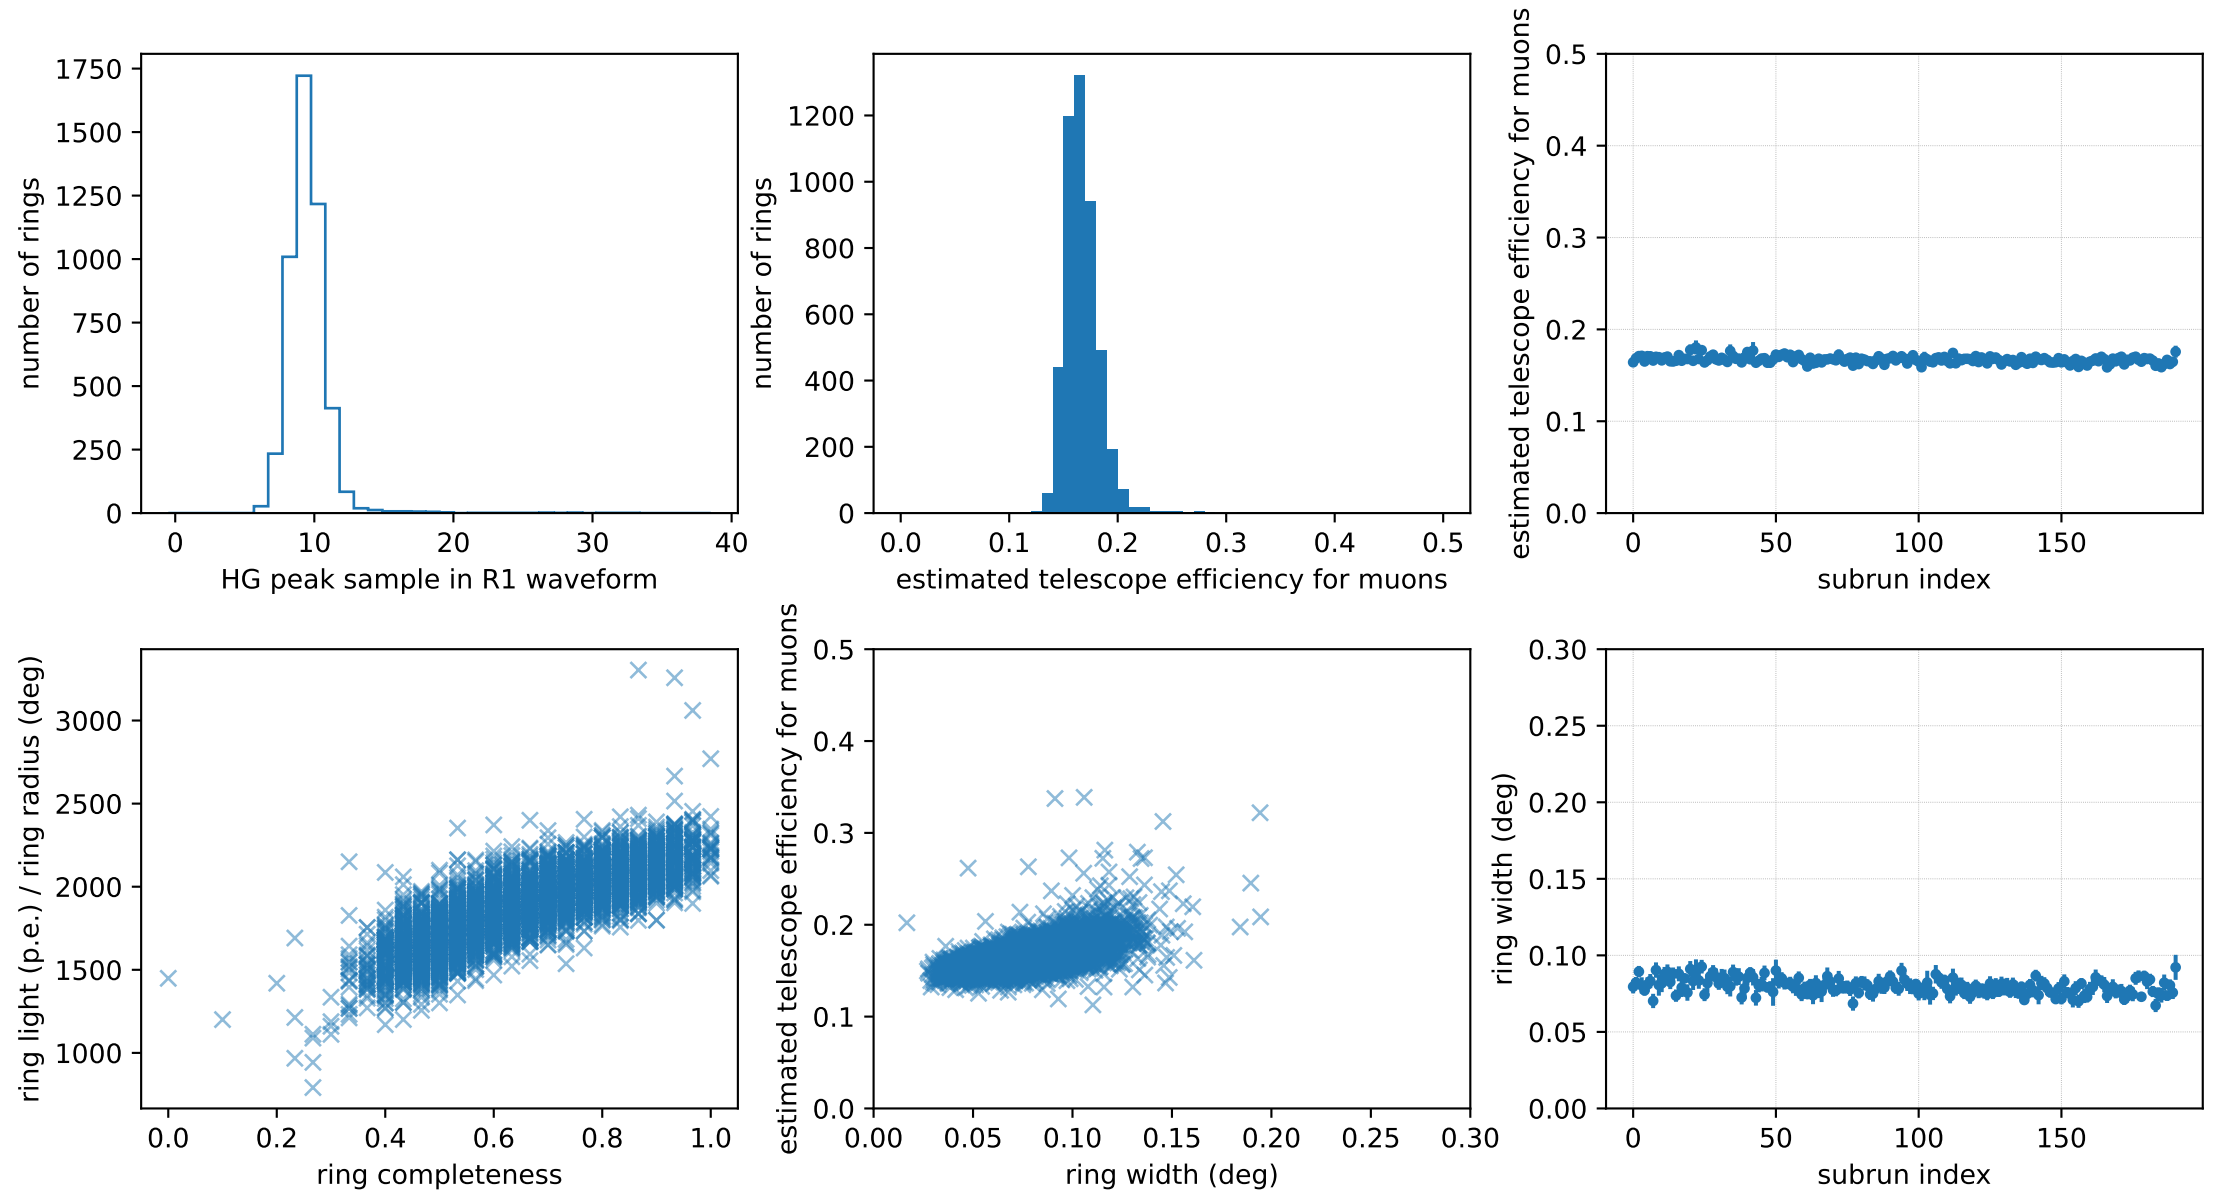 1750
1500
1250
1000
750
500
250
0
number of rings
0 10 20 30 40
HG peak sample in R1 waveform
1200
1000
800
600
400
200
0
number of rings
0.0 0.1 0.2 0.3 0.4 0.5
estimated telescope efficiency for muons
0.5
0.4
0.3
0.2
0.1
0.0
estimated telescope efficiency for muons
0 50 100 150
subrun index
3000
2500
2000
1500
1000
ring light (p.e.) / ring radius (deg)
0.0 0.2 0.4 0.6 0.8 1.0
ring completeness
0.5
0.4
0.3
0.2
0.1
0.0
estimated telescope efficiency for muons
0.00 0.05 0.10 0.15 0.20 0.25 0.30
ring width (deg)
0.30
0.25
0.20
0.15
0.10
0.05
0.00
ring width (deg)
0 50 100 150
subrun index